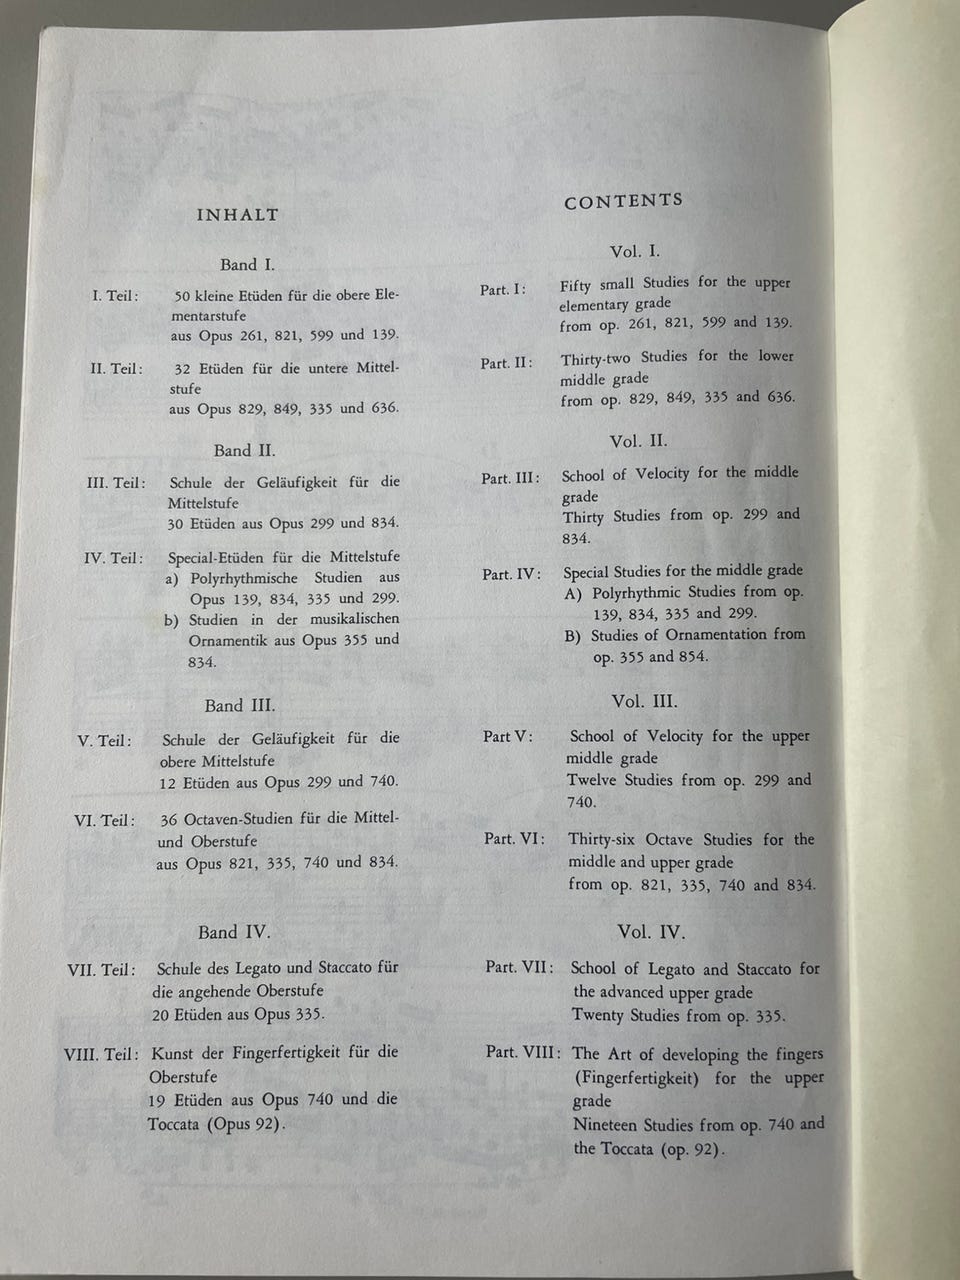 INHALT
Band I.
I. Teil: 50 kleine Etüden für die obere Ele-
mentarstufe
aus Opus 261, 821, 599 und 139.
II. Teil: 32 Etüden für die untere Mittel-
stufe
aus Opus 829, 849, 335 und 636.
Band II.
III. Teil: Schule der Geläufigkeit für die
Mittelstufe
30 Etüden aus Opus 299 und 834.
IV. Teil: Special-Etüden für die Mittelstufe
a) Polyrhythmische Studien aus
Opus 139, 834, 335 und 299.
b) Studien in der musikalischen
Ornamentik aus Opus 355 und
834.
Band III.
V. Teil: Schule der Geläufigkeit für die
obere Mittelstufe
12 Etüden aus Opus 299 und 740.
VI. Teil: 36 Octaven-Studien für die Mittel-
und Oberstufe
aus Opus 821, 335, 740 und 834.
Band IV.
VII. Teil: Schule des Legato und Staccato für
die angehende Oberstufe
20 Etüden aus Opus 335.
VIII. Teil: Kunst der Fingerfertigkeit für die
Oberstufe
19 Etüden aus Opus 740 und die
Toccata (Opus 92).
CONTENTS
Vol. I.
Part. I: Fifty small Studies for the upper
elementary grade
from op. 261, 821, 599 and 139.
Part. II: Thirty-two Studies for the lower
middle grade
from op. 829, 849, 335 and 636.
Vol. II.
Part. III: School of Velocity for the middle
grade
Thirty Studies from op. 299 and
834.
Part. IV: Special Studies for the middle grade
A) Polyrhythmic Studies from op.
139, 834, 335 and 299.
B) Studies of Ornamentation from
op. 355 and 854.
Vol. III.
Part V: School of Velocity for the upper
middle grade
Twelve Studies from op. 299 and
740.
Part. VI: Thirty-six Octave Studies for the
middle and upper grade
from op. 821, 335, 740 and 834.
Vol. IV.
Part. VII: School of Legato and Staccato for
the advanced upper grade
Twenty Studies from op. 335.
Part. VIII: The Art of developing the fingers
(Fingerfertigkeit) for the upper
grade
Nineteen Studies from op. 740 and
the Toccata (op. 92).